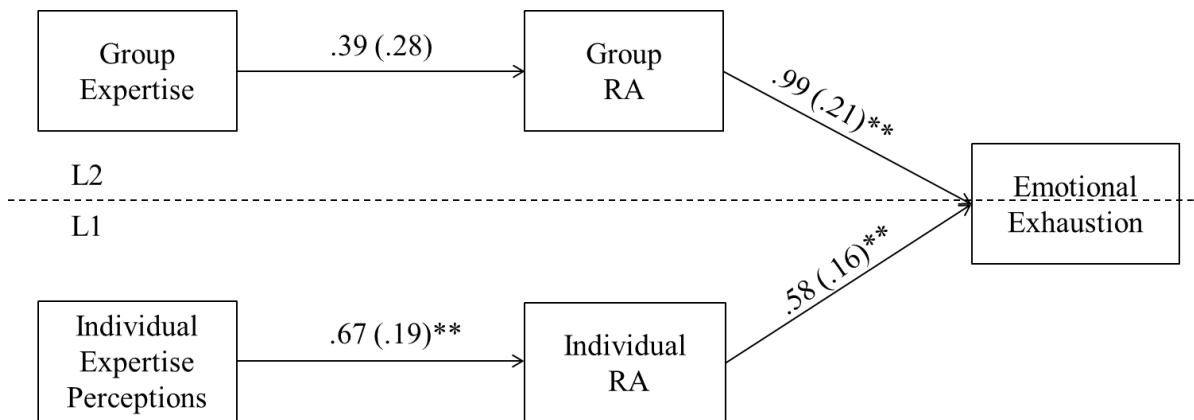 Group
Expertise
.39 (.28)
Group
RA
.99 (.21)**
L2
L1
Emotional
Exhaustion
Individual
Expertise
Perceptions
.67 (.19)**
Individual
RA
.58 (.16)**